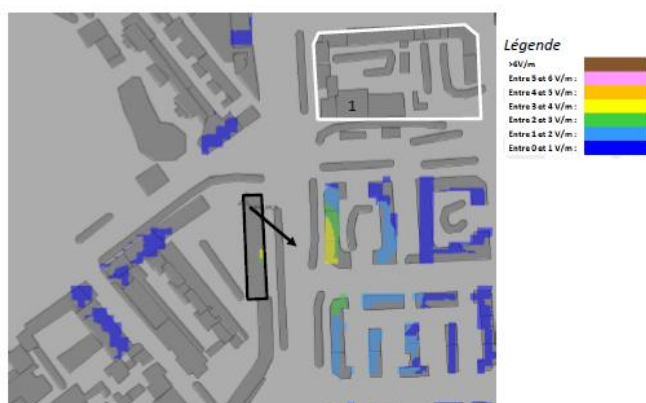 Légende
>6V/m
Entre 5 et 6 V/m :
Entre 4 et 5 V/m :
Entre 3 et 4 V/m :
Entre 2 et 3 V/m :
Entre 1 et 2 V/m :
Entre 0 et 1 V/m :
1